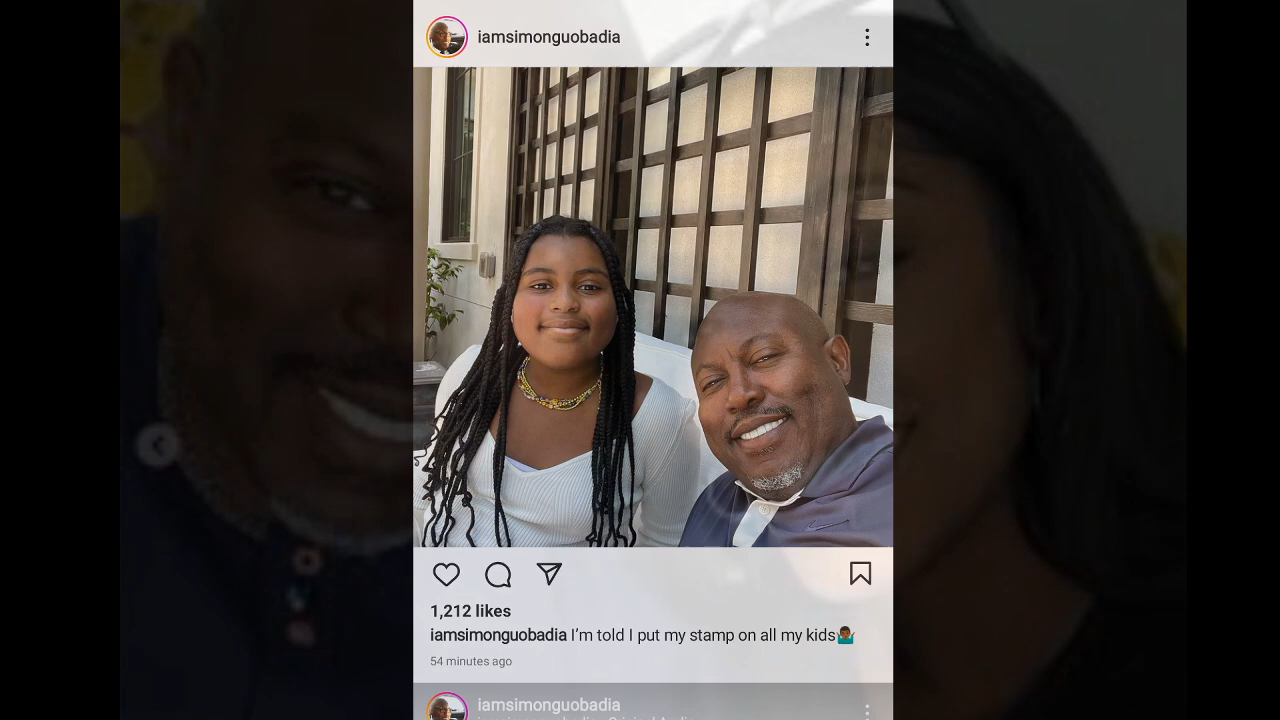 iamsimonguobadia
1,212 likes
iamsimonguobadia I'm told I put my stamp on all my kids🤷🏾‍♂️
54 minutes ago
iamsimonguobadia